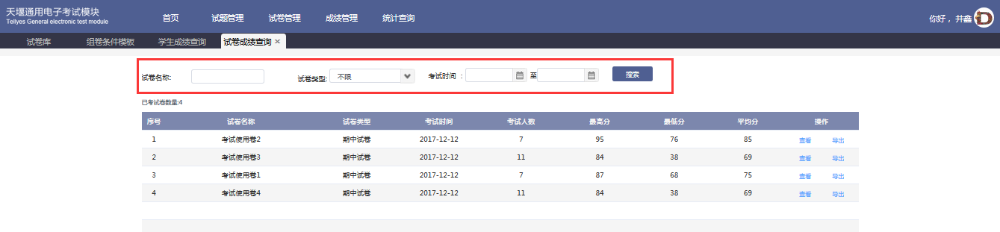 天堰通用电子考试模块
Tellyes General electronic test module
首页 试题管理 试卷管理 成绩管理 统计查询
你好， 井鑫
试卷库 组卷条件模板 学生成绩查询 试卷成绩查询 ×
试卷名称: 试卷类型: 不限 考试时间 ： 至 搜索
已考试卷数量:4
序号 试卷名称 试卷类型 考试时间 考试人数 最高分 最低分 平均分 操作
1 考试使用卷2 期中试卷 2017-12-12 7 95 76 85 查看 导出
2 考试使用卷3 期中试卷 2017-12-12 11 84 38 69 查看 导出
3 考试使用卷1 期中试卷 2017-12-12 7 87 68 75 查看 导出
4 考试使用卷4 期中试卷 2017-12-12 11 84 38 69 查看 导出